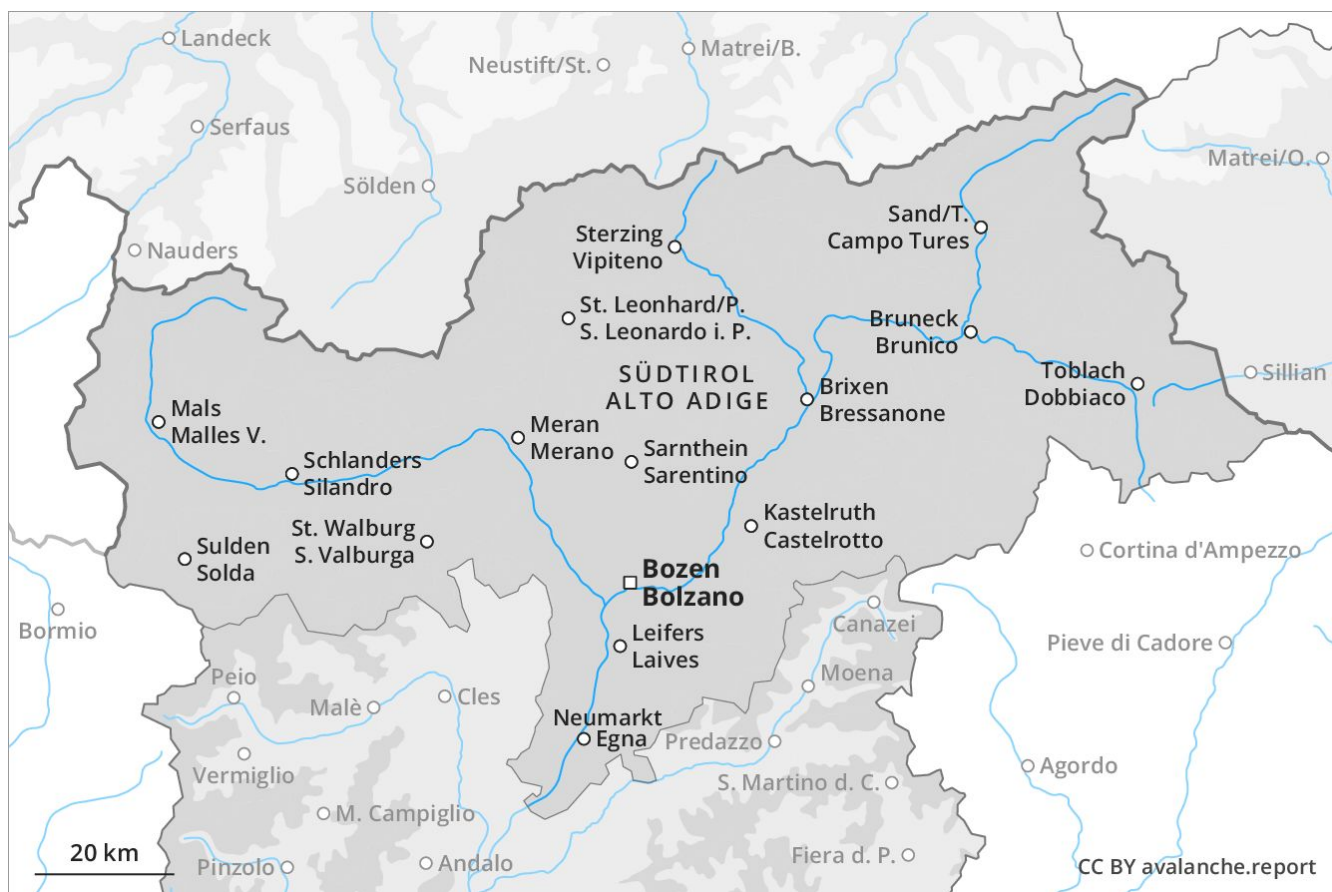 Landeck
Matrei/B.
Neustift/St.
Serfaus
Matrei/O.
Sölden
Sand/T.
Campo Tures
Nauders
Sterzing
Vipiteno
St. Leonhard/P.
S. Leonardo i. P.
Bruneck
Brunico
SÜDTIROL
ALTO ADIGE
Toblach
Dobbiaco
Sillian
Brixen
Bressanone
Mals
Malles V.
Meran
Merano
Sarnthein
Sarentino
Schlanders
Silandro
Kastelruth
Castelrotto
St. Walburg
S. Valburga
Sulden
Solda
Cortina d'Ampezzo
Bozen
Bolzano
Bormio
Canazei
Leifers
Laives
Pieve di Cadore
Peio
Moena
Malè
Cles
Neumarkt
Egna
Predazzo
Vermiglio
Agordo
S. Martino d. C.
M. Campiglio
20 km
Pinzolo
Andalo
Fiera d. P.
CC BY avalanche.report